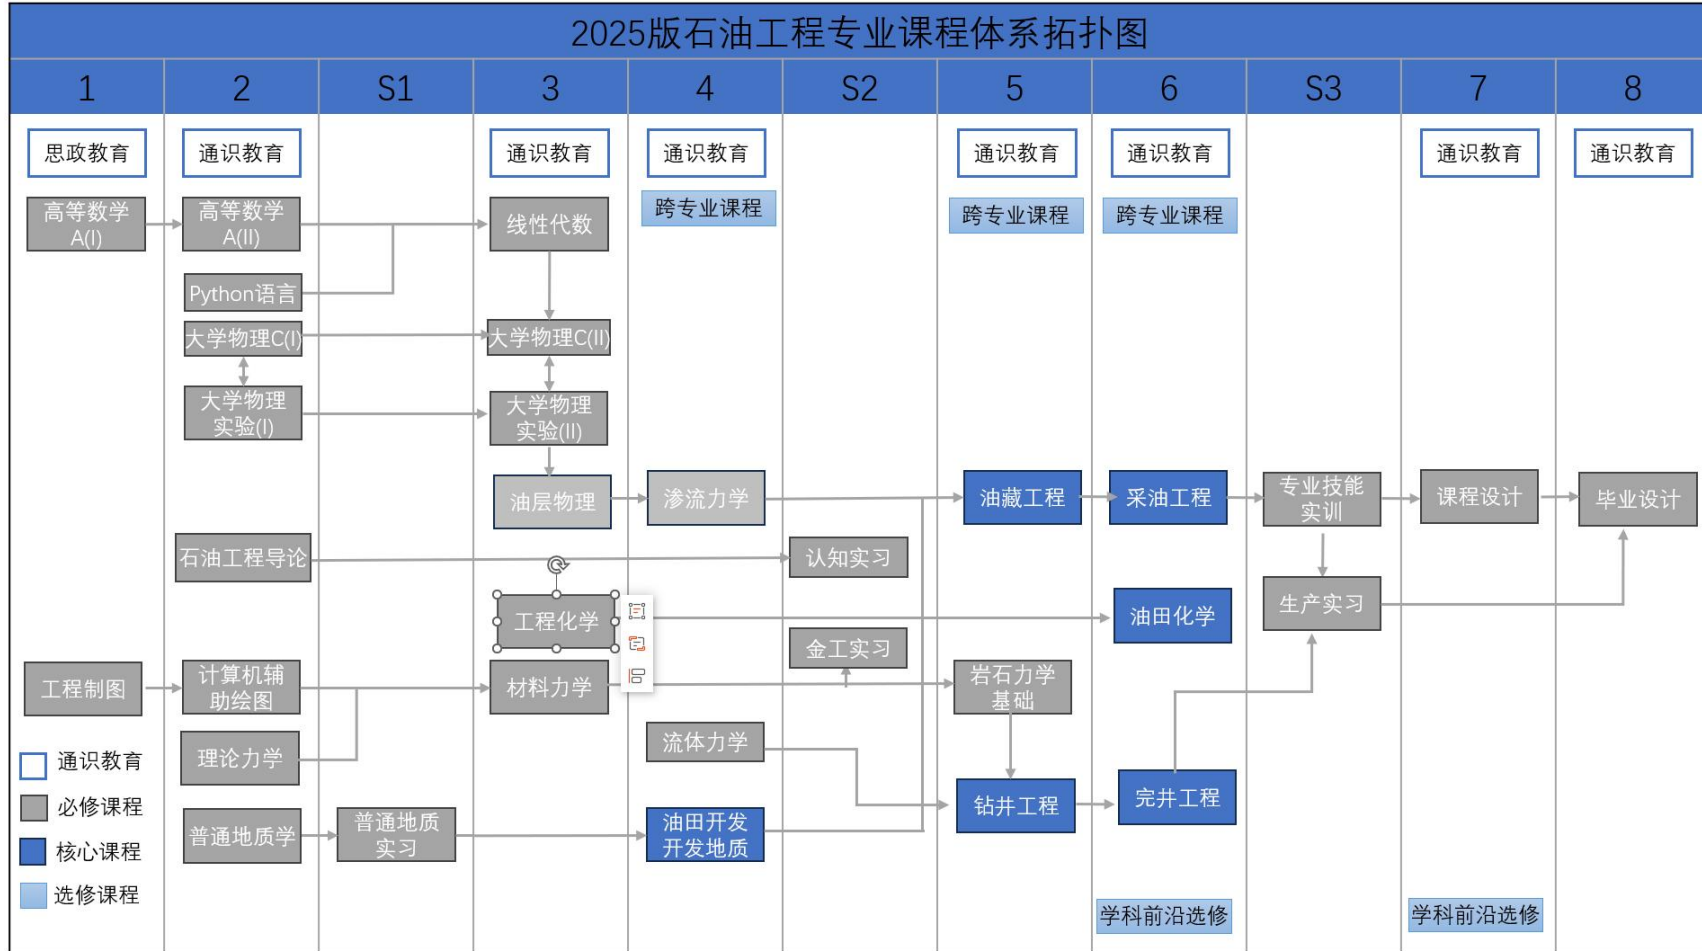 2025版石油工程专业课程体系拓扑图
1 2 S1 3 4 S2 5 6 S3 7 8
思政教育 通识教育 通识教育 通识教育 通识教育 通识教育 通识教育 通识教育
高等数学
A(I)
高等数学
A(II)
线性代数
跨专业课程 跨专业课程 跨专业课程
Python语言
大学物理C(I) 大学物理C(II)
大学物理
实验(I)
大学物理
实验(II)
油层物理 渗流力学 油藏工程 采油工程
专业技能
实训
课程设计 毕业设计
石油工程导论 认知实习
工程化学 油田化学 生产实习
金工实习
工程制图
计算机辅
助绘图
材料力学
岩石力学
基础
理论力学 流体力学
钻井工程 完井工程
普通地质学
普通地质
实习
油田开发
开发地质
通识教育
必修课程
核心课程
选修课程
学科前沿选修 学科前沿选修